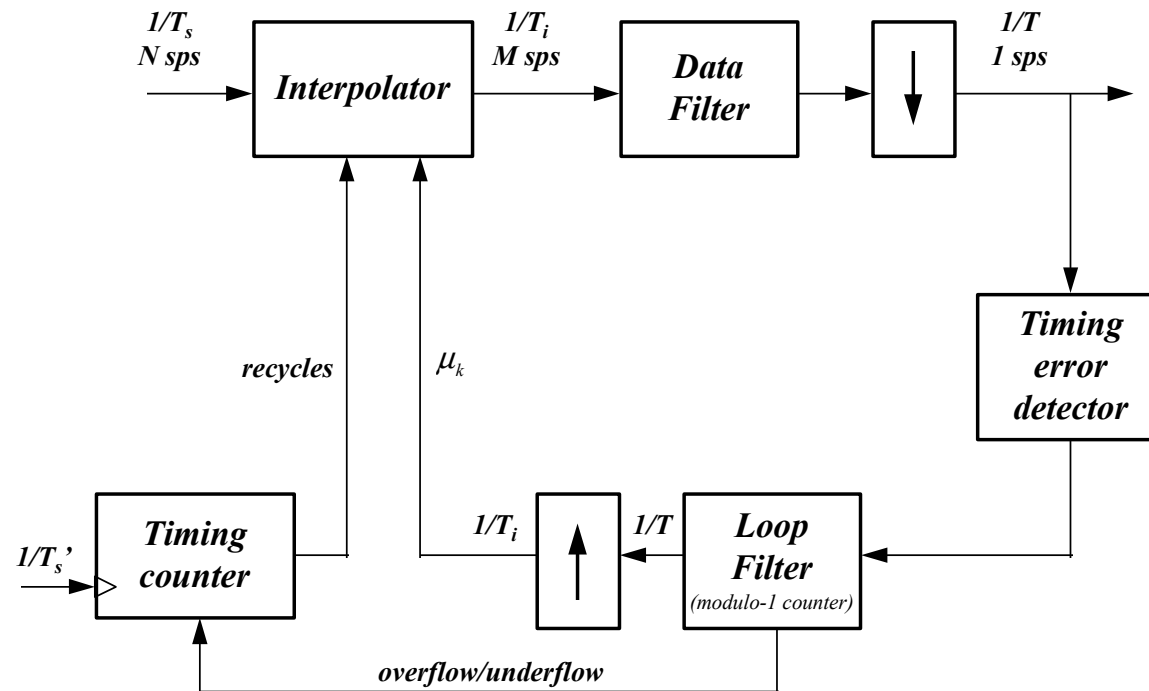 1/Tₛ
N sps
Interpolator
1/Tᵢ
M sps
Data
Filter
1/T
1 sps
Timing
error
detector
recycles
μₖ
1/Tₛ’
Timing
counter
1/Tᵢ
1/T
Loop
Filter
(modulo-1 counter)
overflow/underflow